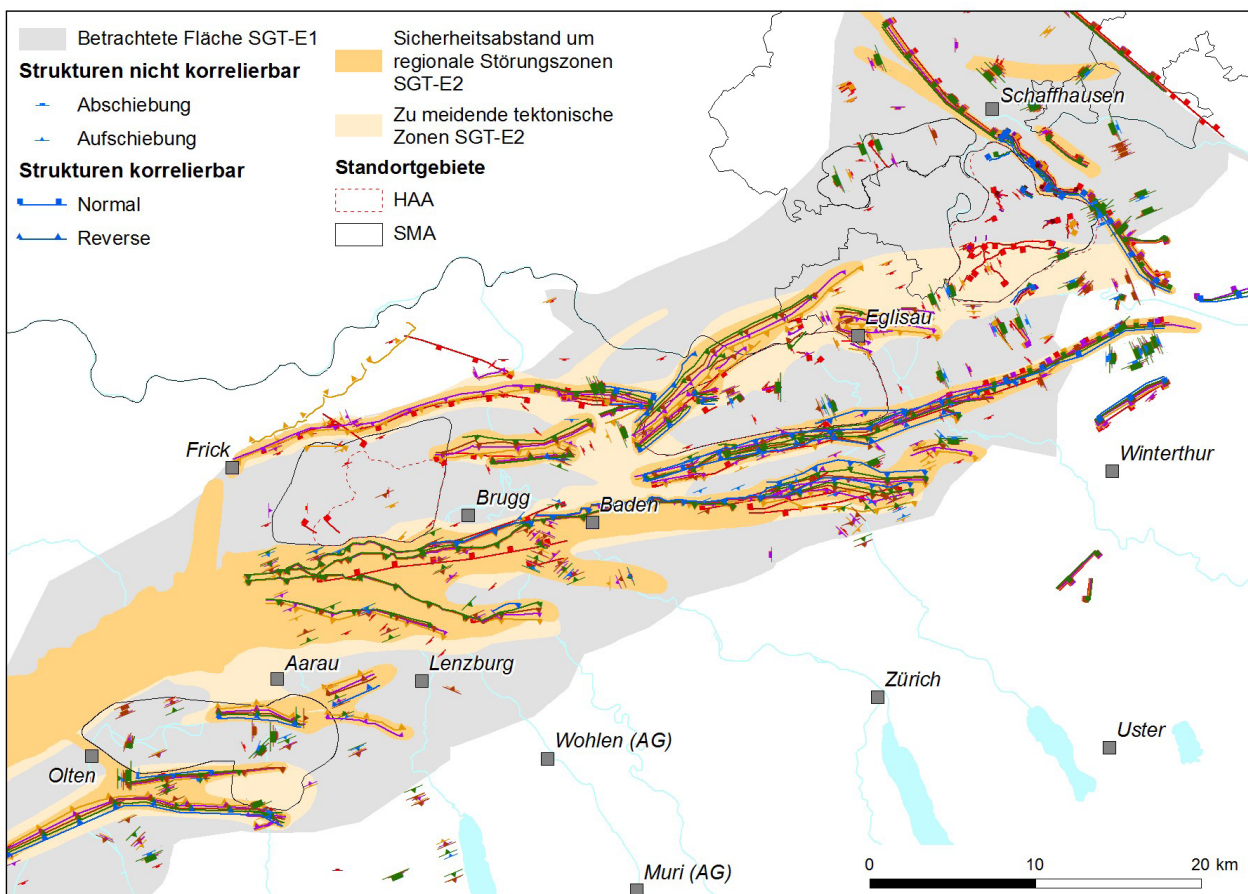 Betrachtete Fläche SGT-E1
Strukturen nicht korrelierbar
Abschiebung
Aufschiebung
Strukturen korrelierbar
Normal
Reverse
Sicherheitsabstand um
regionale Störungszonen
SGT-E2
Zu meidende tektonische
Zonen SGT-E2
Standortgebiete
HAA
SMA
Schaffhausen
Eglisau
Frick
Winterthur
Brugg
Baden
Aarau
Lenzburg
Zürich
Wohlen (AG)
Uster
Olten
Muri (AG)
0 10 20 km